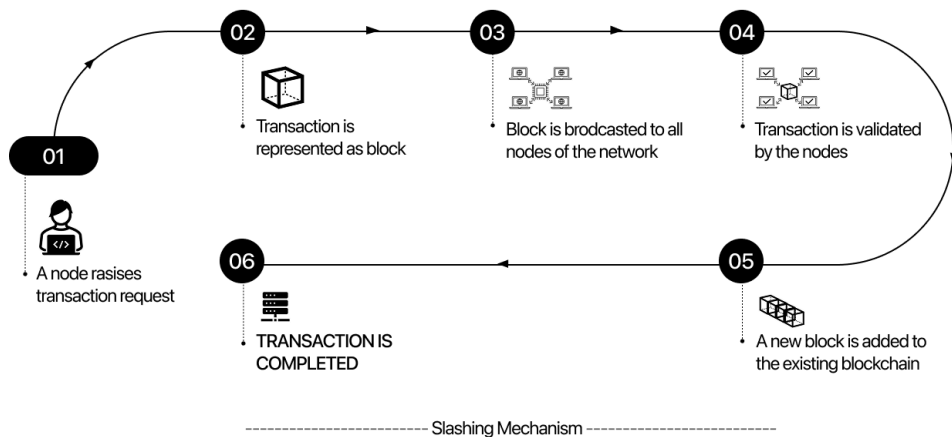 01
A node rasises
transaction request
02
Transaction is
represented as block
03
Block is brodcasted to all
nodes of the network
04
Transaction is validated
by the nodes
05
A new block is added to
the existing blockchain
06
TRANSACTION IS
COMPLETED
Slashing Mechanism